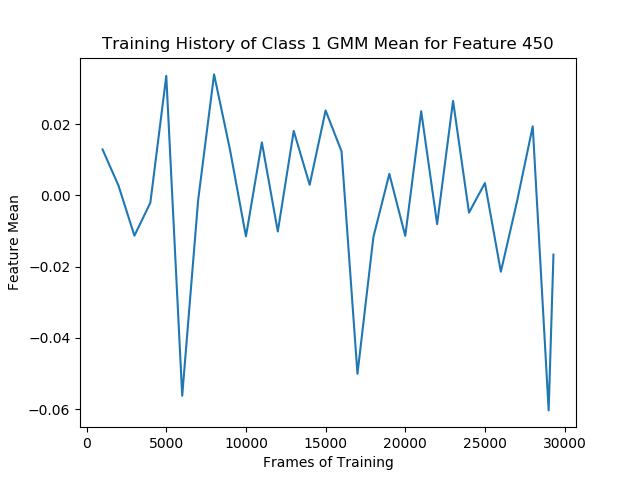 Training History of Class 1 GMM Mean for Feature 450
0.02
0.00
−0.02
−0.04
−0.06
Feature Mean
0 5000 10000 15000 20000 25000 30000
Frames of Training